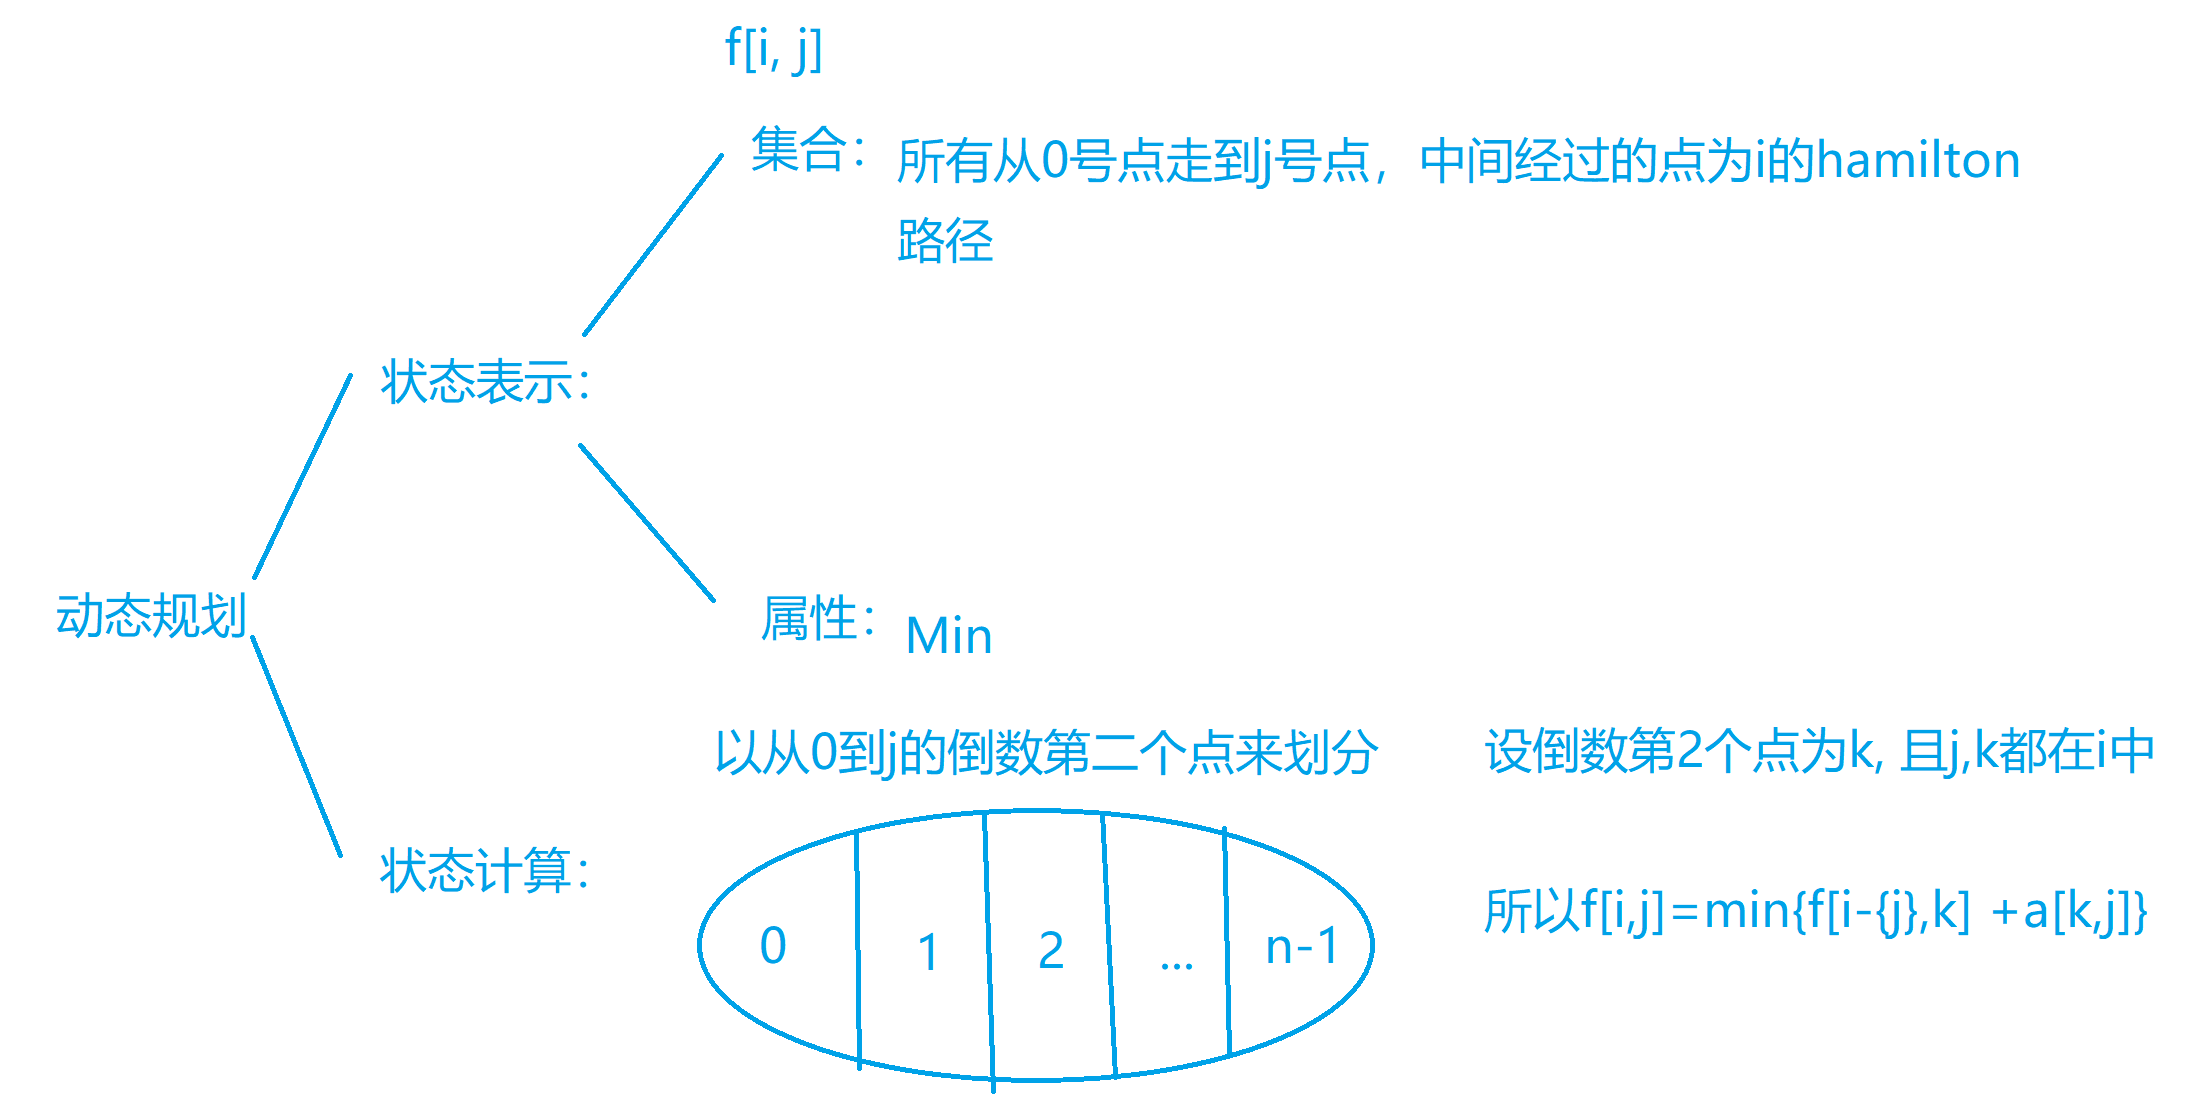 f[i, j]
集合：
所有从0号点走到j号点，中间经过的点为i的hamilton
路径
状态表示：
动态规划
属性：
Min
以从0到j的倒数第二个点来划分
设倒数第2个点为k, 且j,k都在i中
状态计算：
所以f[i,j]=min{f[i-{j},k] +a[k,j]}
0 1 2 ... n-1